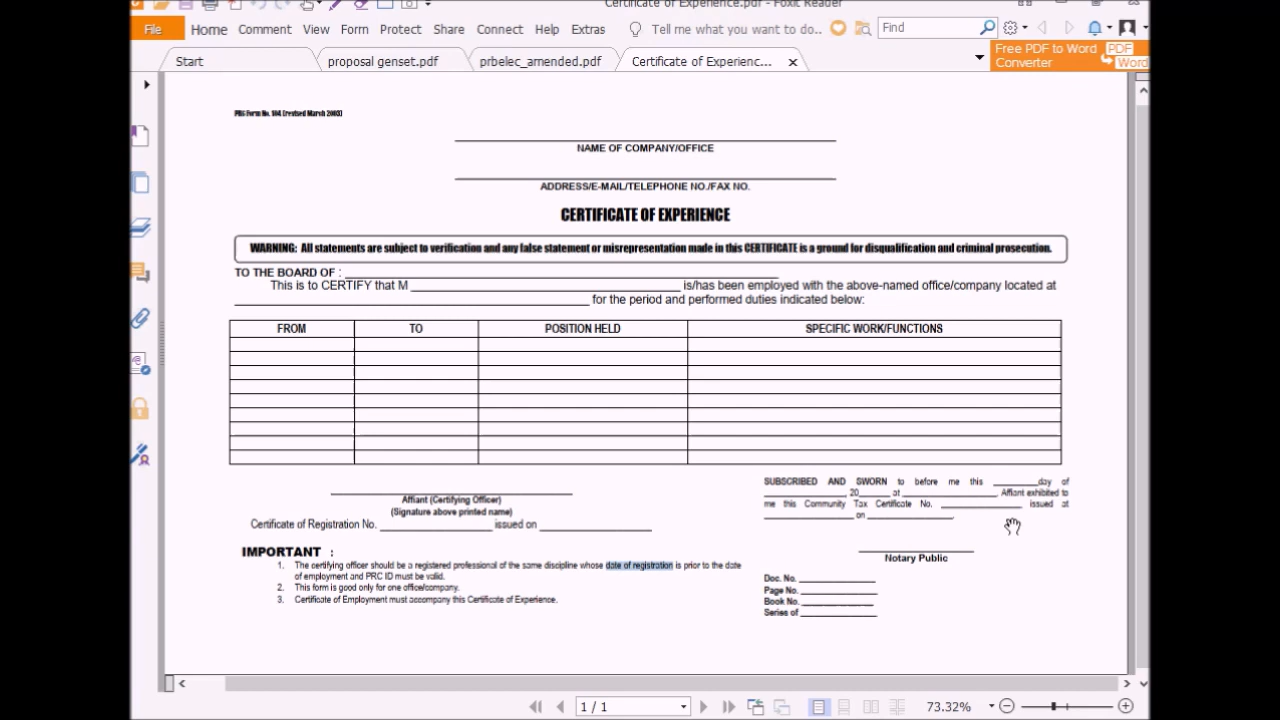 Certificate of Experience.pdf - Foxit Reader
File Home Comment View Form Protect Share Connect Help Extras Tell me what you want to do.. Find
Start proposal genset.pdf prbelec_amended.pdf Certificate of Experienc... Free PDF to Word Converter PDF Word
PRB Form No. 104 (revised March 2003)
NAME OF COMPANY/OFFICE
ADDRESS/E-MAIL/TELEPHONE NO./FAX NO.
CERTIFICATE OF EXPERIENCE
WARNING: All statements are subject to verification and any false statement or misrepresentation made in this CERTIFICATE is a ground for disqualification and criminal prosecution.
TO THE BOARD OF :
This is to CERTIFY that M is/has been employed with the above-named office/company located at
for the period and performed duties indicated below:
FROM TO POSITION HELD SPECIFIC WORK/FUNCTIONS
Affiant (Certifying Officer)
(Signature above printed name)
Certificate of Registration No. issued on
IMPORTANT :
1. The certifying officer should be a registered professional of the same discipline whose date of registration is prior to the date
of employment and PRC ID must be valid.
2. This form is good only for one office/company.
3. Certificate of Employment must accompany this Certificate of Experience.
SUBSCRIBED AND SWORN to before me this day of
20 at . Affiant exhibited to
me this Community Tax Certificate No. issued at
on .
Notary Public
Doc. No.
Page No.
Book No.
Series of
1 / 1 73.32%